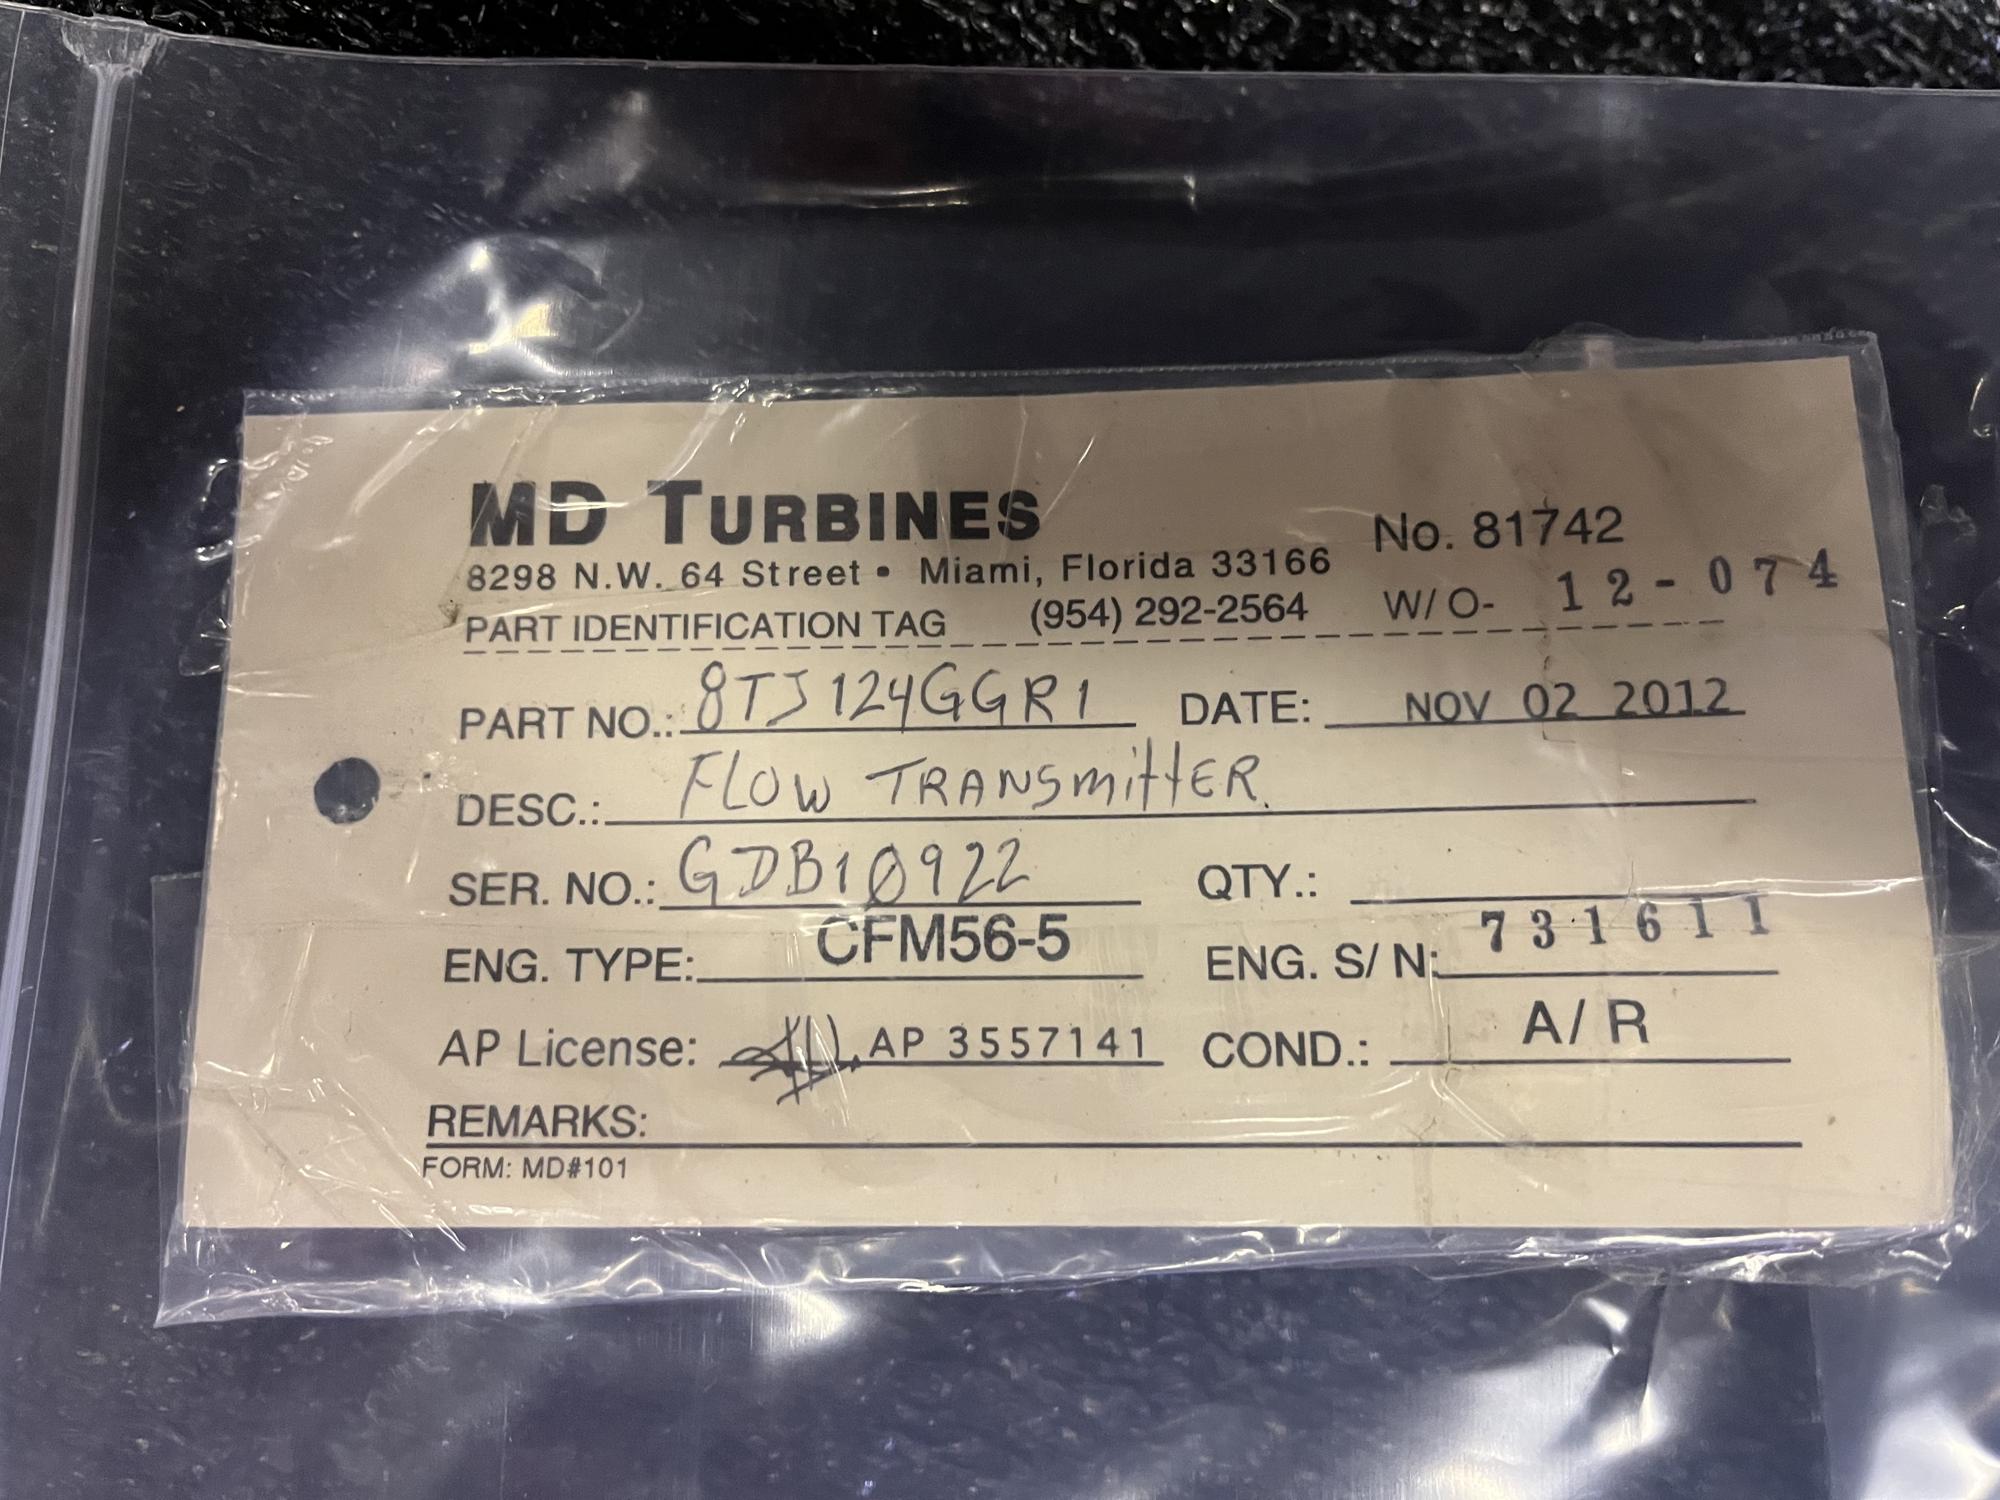 MD TURBINES
No. 81742
8298 N.W. 64 Street • Miami, Florida 33166
PART IDENTIFICATION TAG (954) 292-2564 W/O- 12-074
PART NO.: 8TJ124GGR1 DATE: NOV 02 2012
DESC.: FLOW TRANSMittER.
SER. NO.: GDB10922 QTY.:
ENG. TYPE: CFM56-5 ENG. S/N: 731611
AP License: AP 3557141 COND.: A/R
REMARKS:
FORM: MD#101